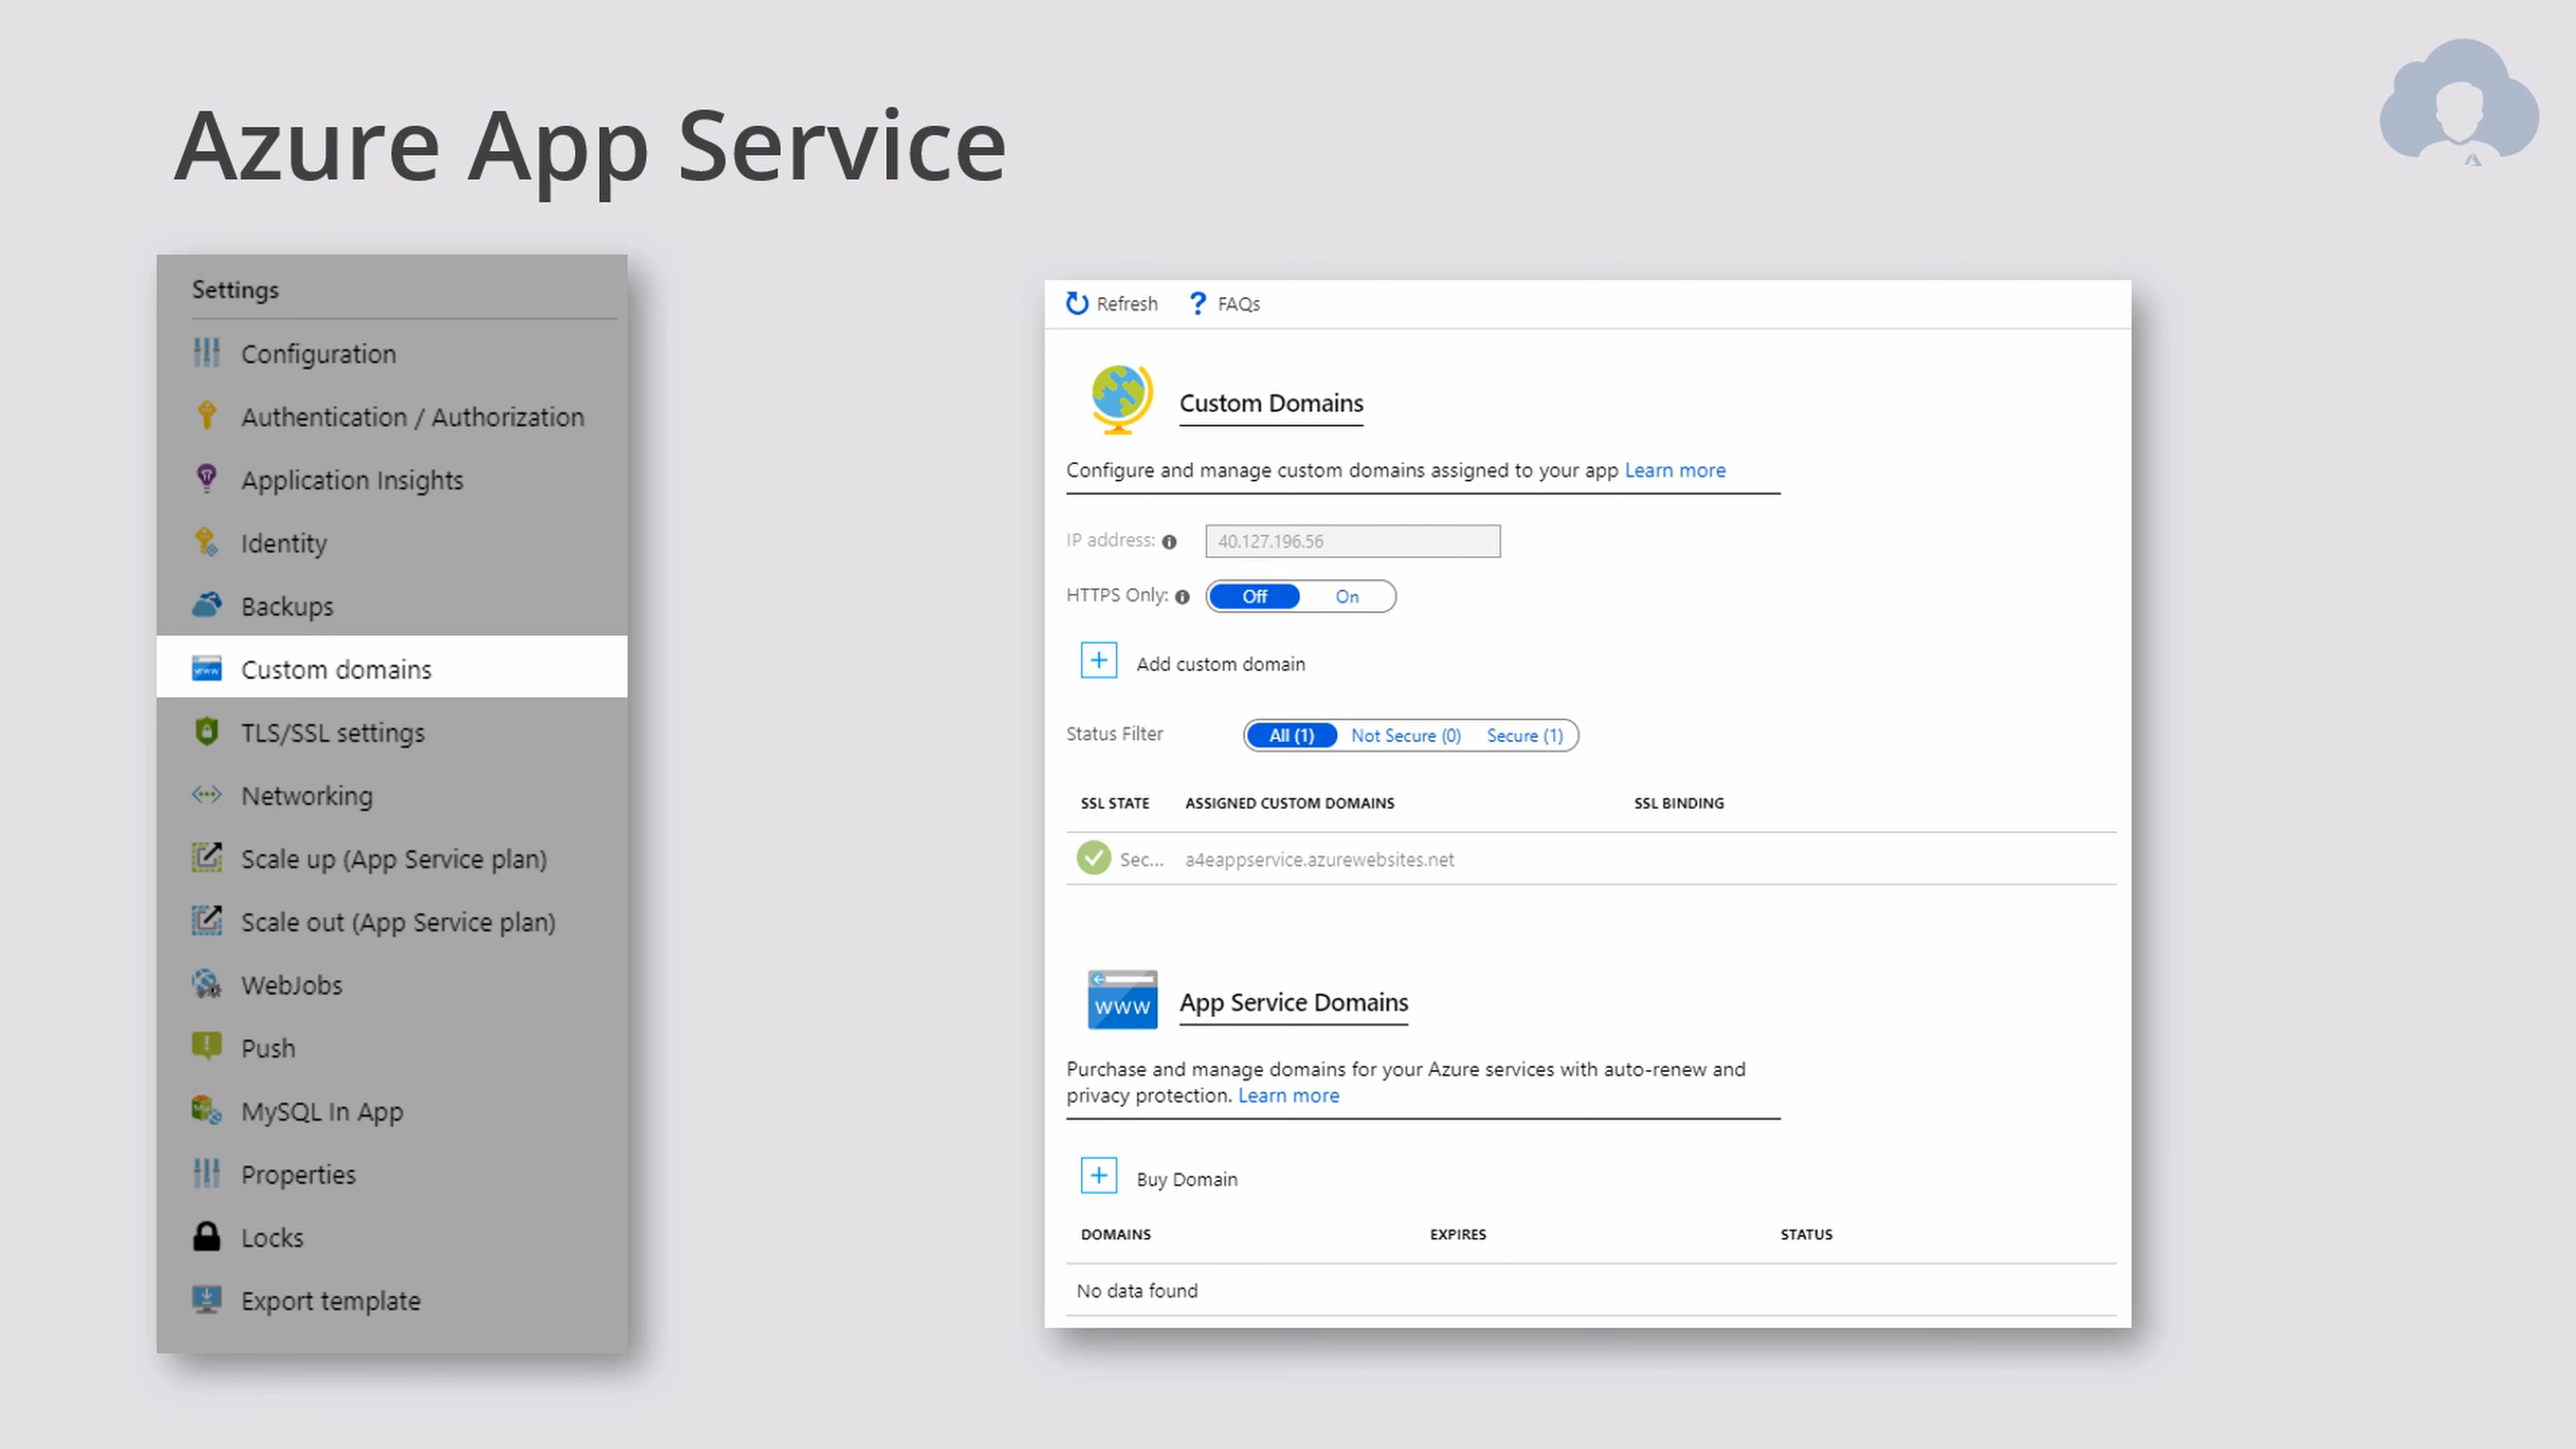 Azure App Service
Settings
Configuration
Authentication / Authorization
Application Insights
Identity
Backups
Custom domains
TLS/SSL settings
Networking
Scale up (App Service plan)
Scale out (App Service plan)
WebJobs
Push
MySQL In App
Properties
Locks
Export template
Refresh ? FAQs
Custom Domains
Configure and manage custom domains assigned to your app Learn more
IP address: 40.127.196.56
HTTPS Only: Off On
Add custom domain
Status Filter All (1) Not Secure (0) Secure (1)
SSL STATE ASSIGNED CUSTOM DOMAINS SSL BINDING
Sec... a4eappservice.azurewebsites.net
www App Service Domains
Purchase and manage domains for your Azure services with auto-renew and
privacy protection. Learn more
Buy Domain
DOMAINS EXPIRES STATUS
No data found